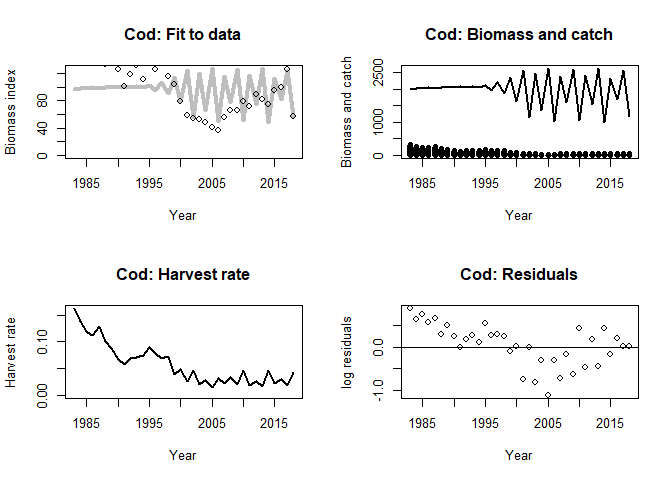 Cod: Fit to data
Biomass index
0 40 80
1985 1995 2005 2015
Year
Cod: Biomass and catch
Biomass and catch
0 1000 2500
1985 1995 2005 2015
Year
Cod: Harvest rate
Harvest rate
0.00 0.10
1985 1995 2005 2015
Year
Cod: Residuals
log residuals
-1.0 0.0
1985 1995 2005 2015
Year